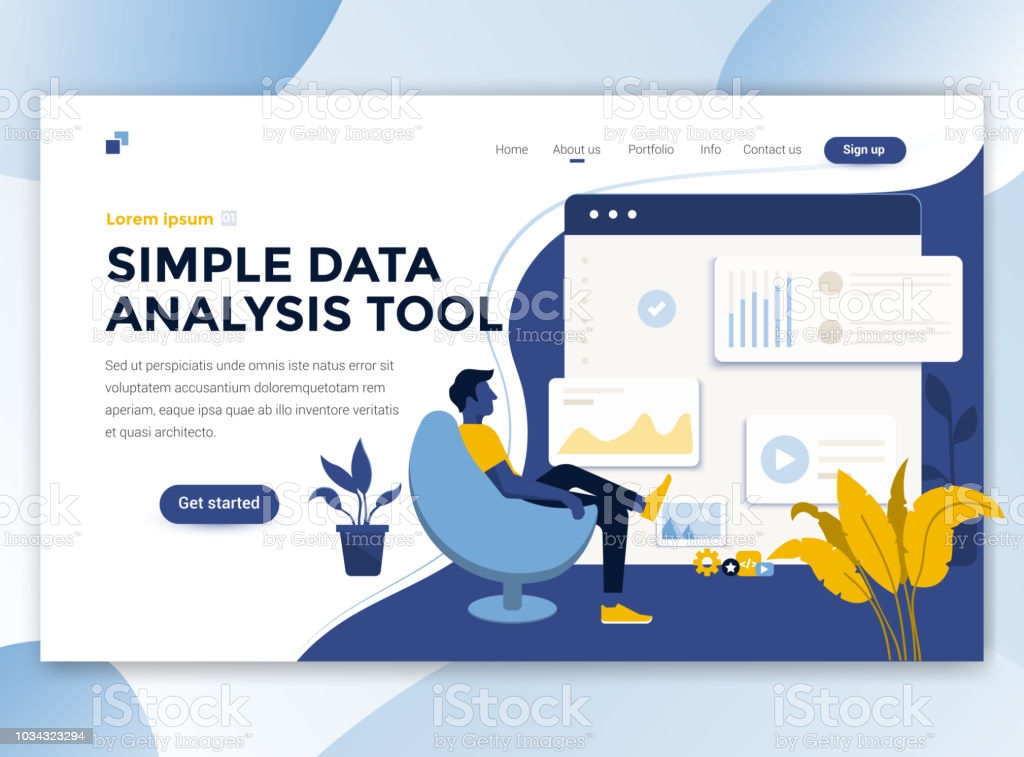 Home About us Portfolio Info Contact us Sign up
Lorem ipsum 01
SIMPLE DATA
ANALYSIS TOOL
Sed ut perspiciatis unde omnis iste natus error sit
voluptatem accusantium doloremquetotam rem
aperiam, eaque ipsa quae ab illo inventore veritatis
et quasi architecto.
Get started
</>
iStock
by Getty Images™
1034323294